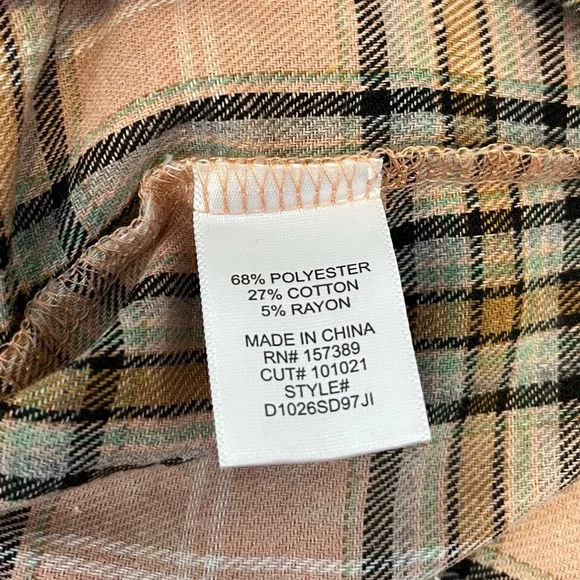 68% POLYESTER
27% COTTON
5% RAYON
MADE IN CHINA
RN# 157389
CUT# 101021
STYLE#
D1026SD97JI